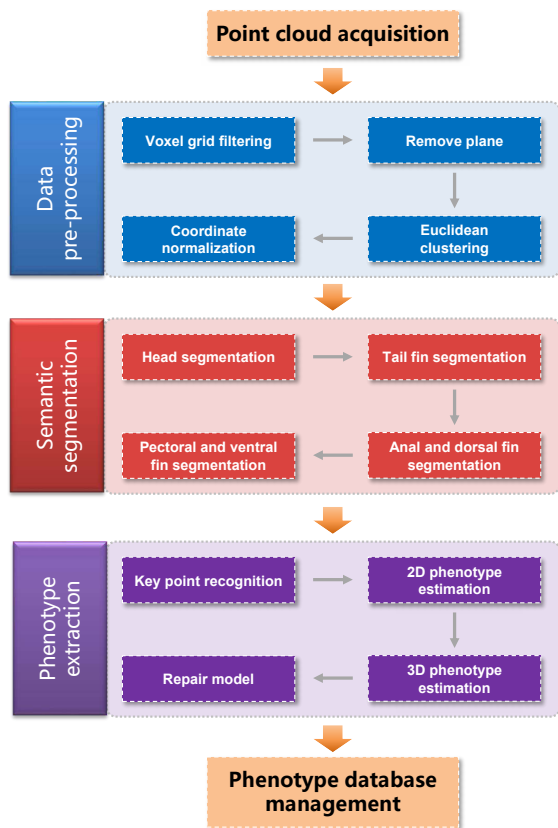 Point cloud acquisition
Data
pre-processing
Voxel grid filtering
Remove plane
Coordinate
normalization
Euclidean
clustering
Semantic
segmentation
Head segmentation
Tail fin segmentation
Pectoral and ventral
fin segmentation
Anal and dorsal fin
segmentation
Phenotype
extraction
Key point recognition
2D phenotype
estimation
Repair model
3D phenotype
estimation
Phenotype database
management